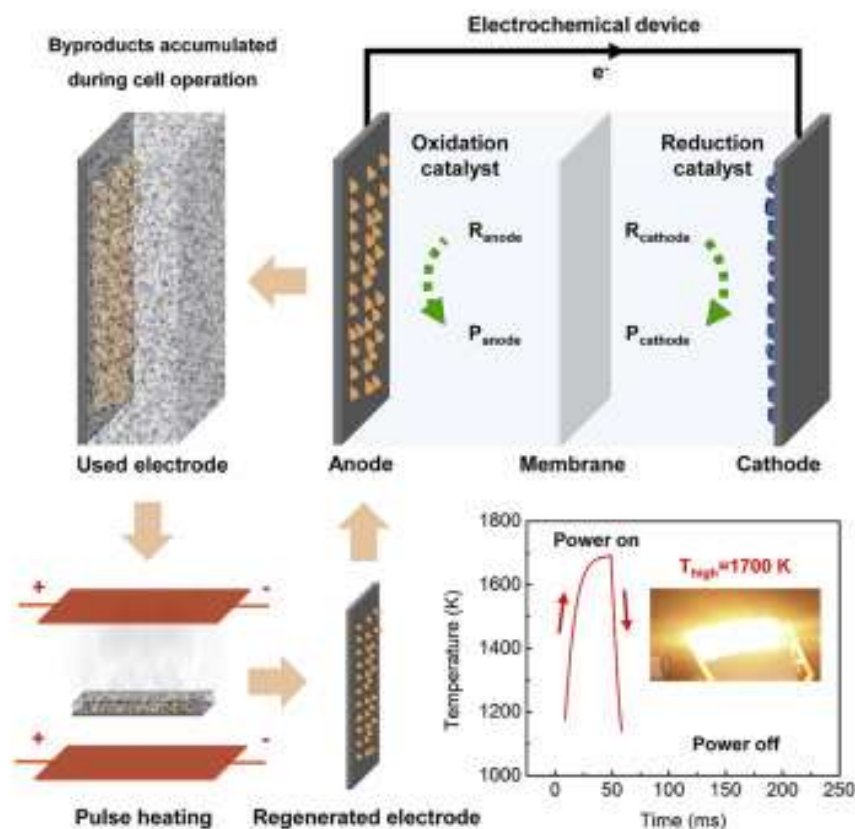 Byproducts accumulated
during cell operation
Electrochemical device
e-
Oxidation
catalyst
Reduction
catalyst
Ranode
Rcathode
Panode
Pcathode
Used electrode
Anode
Membrane
Cathode
+ -
+ -
Pulse heating
Regenerated electrode
1800
1600
1400
1200
1000
Temperature (K)
Power on
Thigh=1700 K
Power off
0 50 100 150 200 250
Time (ms)